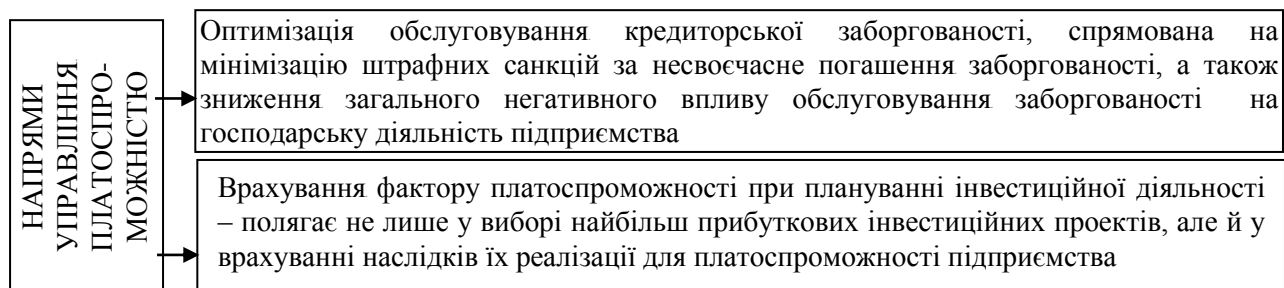 НАПРЯМИ
УПРАВЛІННЯ
ПЛАТОСПРО-
МОЖНІСТЮ
Оптимізація обслуговування кредиторської заборгованості, спрямована на
мінімізацію штрафних санкцій за несвоєчасне погашення заборгованості, а також
зниження загального негативного впливу обслуговування заборгованості на
господарську діяльність підприємства
Врахування фактору платоспроможності при плануванні інвестиційної діяльності
– полягає не лише у виборі найбільш прибуткових інвестиційних проектів, але й у
врахуванні наслідків їх реалізації для платоспроможності підприємства